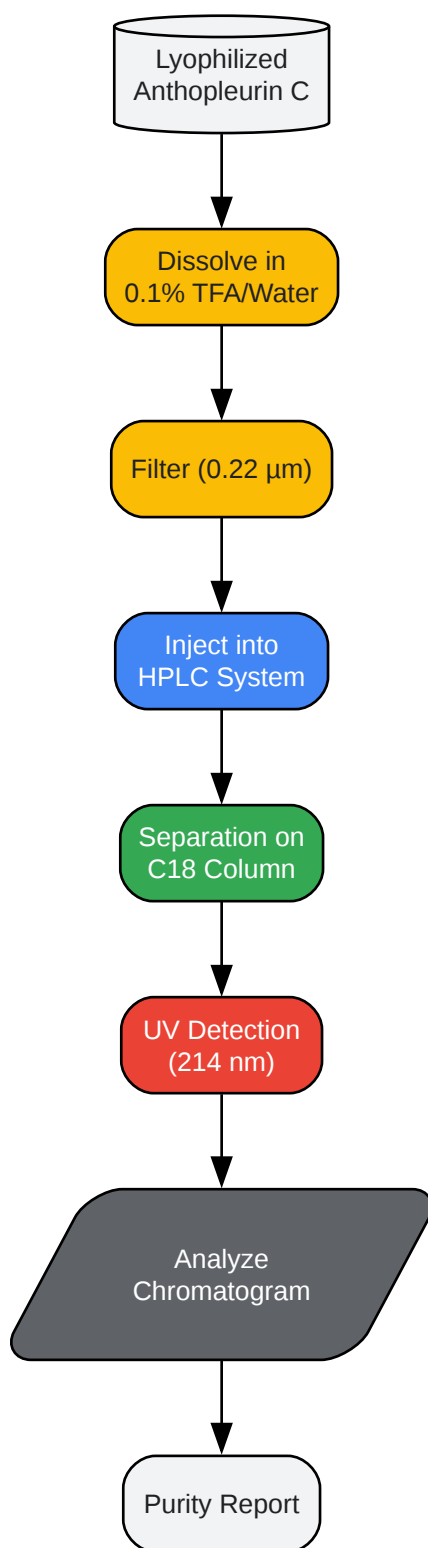 Lyophilized
Anthopleurin C
Dissolve in
0.1% TFA/Water
Filter (0.22 µm)
Inject into
HPLC System
Separation on
C18 Column
UV Detection
(214 nm)
Analyze
Chromatogram
Purity Report